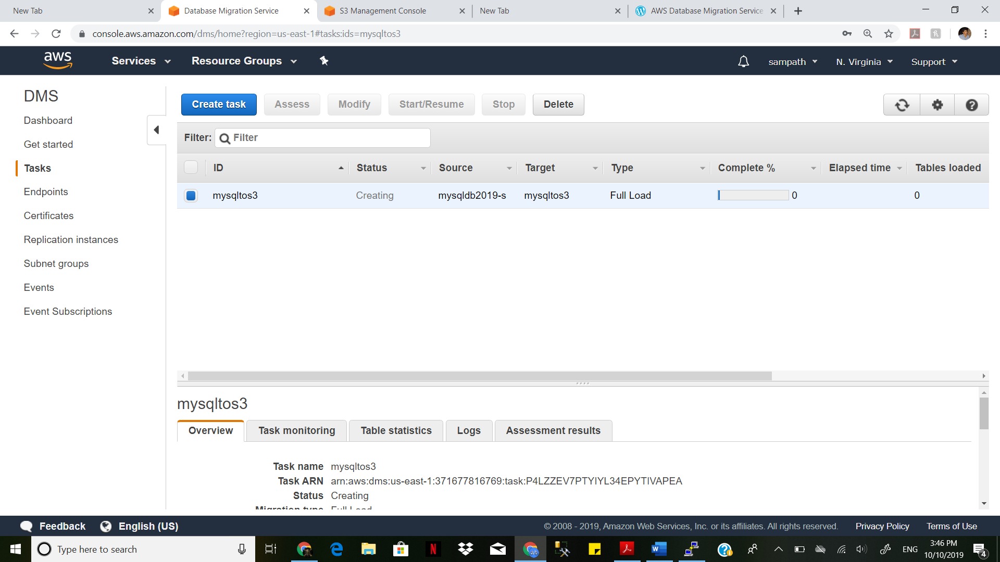 New Tab
Database Migration Service
S3 Management Console
New Tab
AWS Database Migration Service
console.aws.amazon.com/dms/home?region=us-east-1#tasks:ids=mysqltos3
aws
Services
Resource Groups
sampath
N. Virginia
Support
DMS
Dashboard
Get started
Tasks
Endpoints
Certificates
Replication instances
Subnet groups
Events
Event Subscriptions
Create task
Assess
Modify
Start/Resume
Stop
Delete
Filter: Filter
ID Status Source Target Type Complete % Elapsed time Tables loaded
mysqltos3 Creating mysqldb2019-s mysqltos3 Full Load 0 0
mysqltos3
Overview
Task monitoring
Table statistics
Logs
Assessment results
Task name mysqltos3
Task ARN arn:aws:dms:us-east-1:371677816769:task:P4LZZEV7PTYIYL34EPYTIVAPEA
Status Creating
Migration type Full Load
Feedback
English (US)
© 2008 - 2019, Amazon Web Services, Inc. or its affiliates. All rights reserved.
Privacy Policy
Terms of Use
Type here to search
ENG
3:46 PM
10/10/2019
4